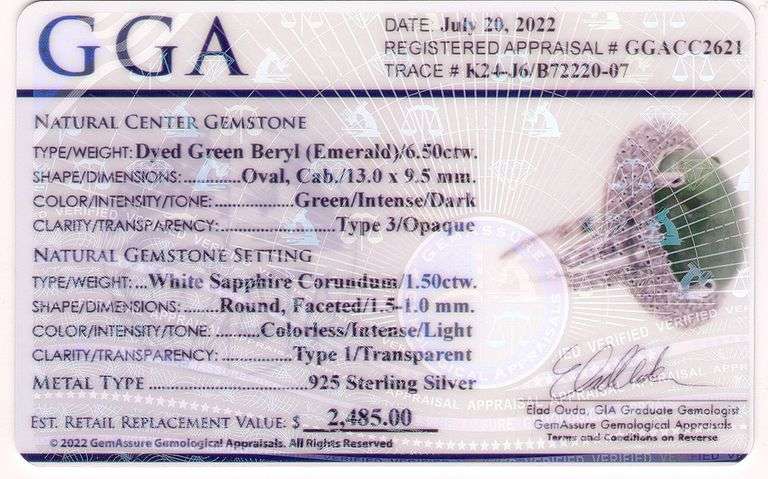 GGA
DATE: July 20, 2022
REGISTERED APPRAISAL # GGACC2621
TRACE # K24-J6/B72220-07
NATURAL CENTER GEMSTONE
TYPE/WEIGHT: Dyed Green Beryl (Emerald)/6.50ctw.
SHAPE/DIMENSIONS:.............Oval, Cab./13.0 x 9.5 mm.
COLOR/INTENSITY/TONE:................Green/Intense/Dark
CLARITY/TRANSPARENCY:....................Type 3/Opaque
NATURAL GEMSTONE SETTING
TYPE/WEIGHT:...White Sapphire Corundum/1.50ctw.
SHAPE/DIMENSIONS:........Round, Faceted/1.5-1.0 mm.
COLOR/INTENSITY/TONE:...........Colorless/Intense/Light
CLARITY/TRANSPARENCY:................Type 1/Transparent
METAL TYPE.........................925 Sterling Silver
EST. RETAIL REPLACEMENT VALUE: $ 2,485.00
© 2022 GemAssure Gemological Appraisals. All Rights Reserved
Elad Ouda, GIA Graduate Gemologist
GemAssure Gemological Appraisals
Terms and Conditions on Reverse